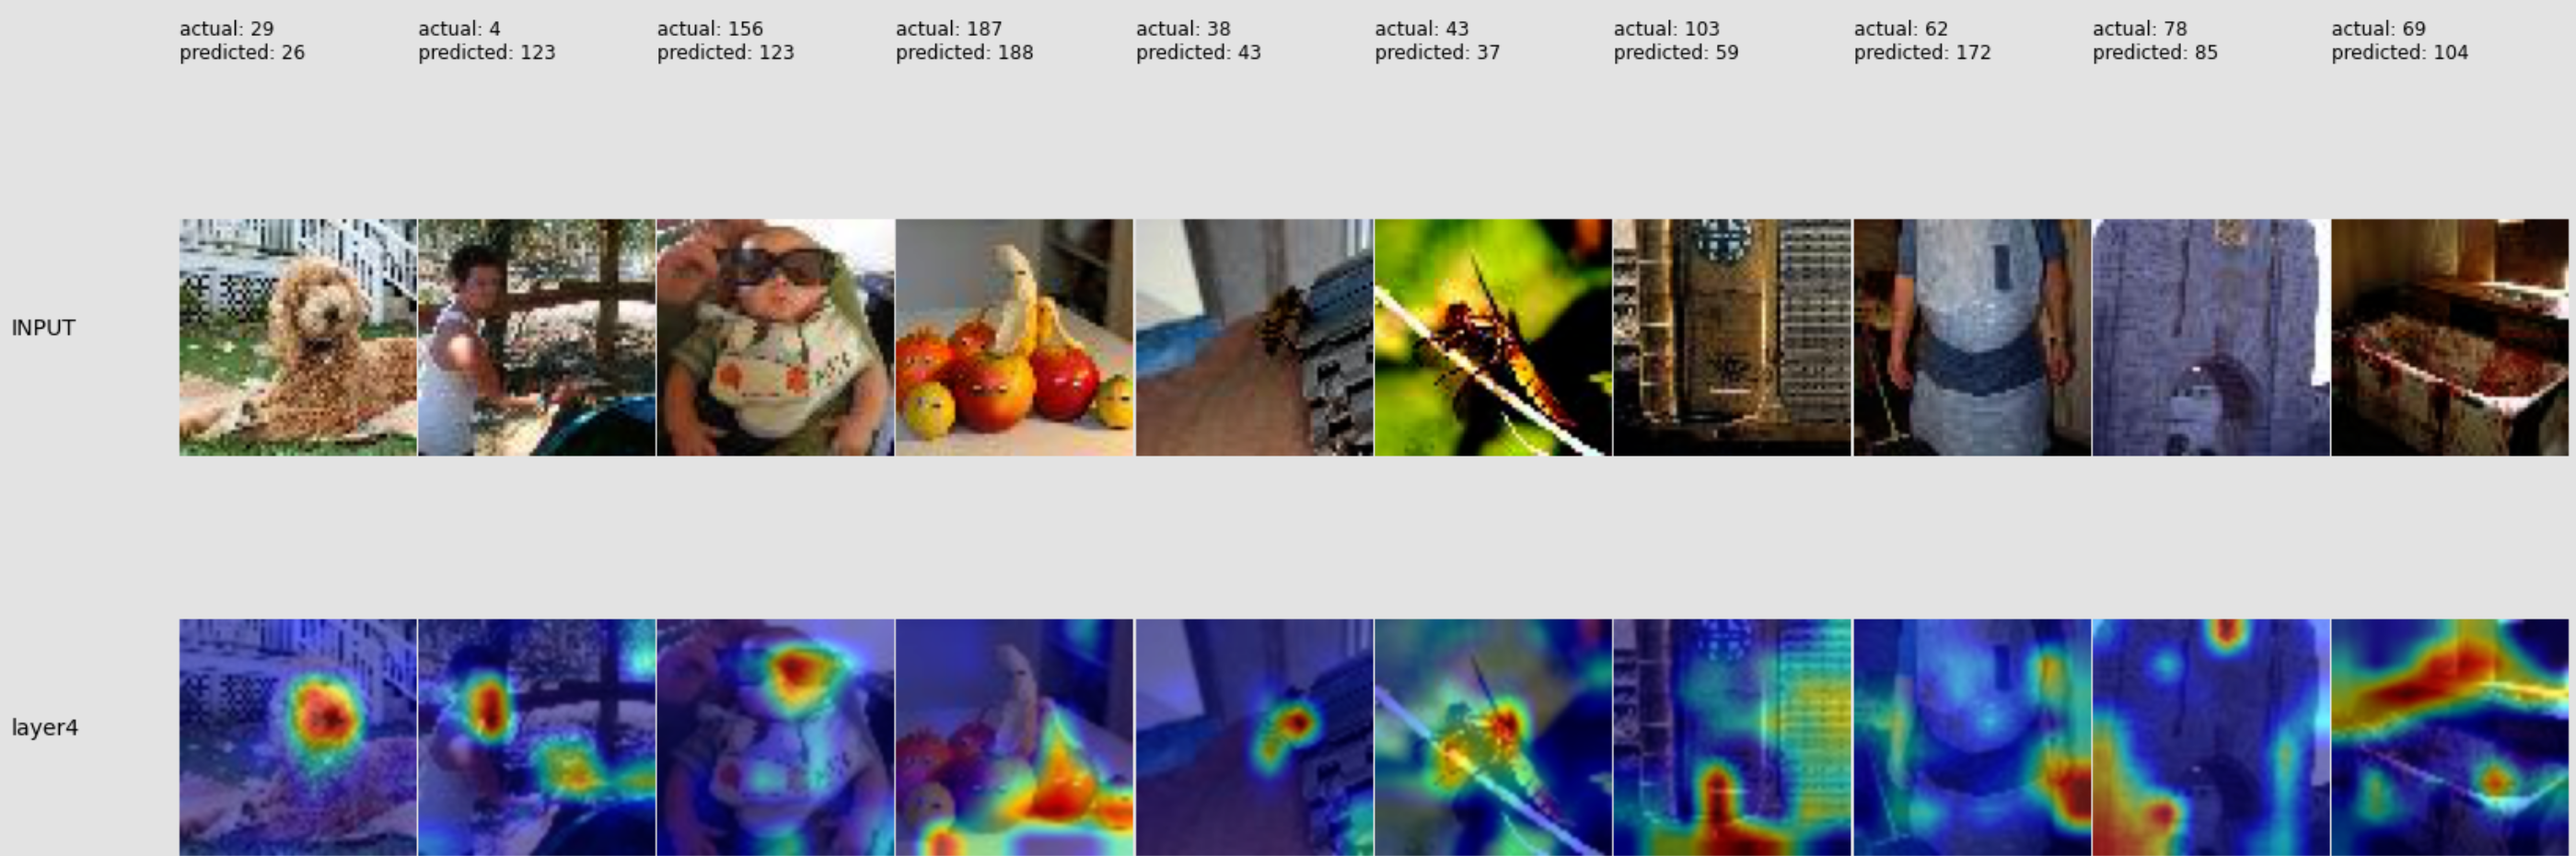 actual: 29
predicted: 26
actual: 4
predicted: 123
actual: 156
predicted: 123
actual: 187
predicted: 188
actual: 38
predicted: 43
actual: 43
predicted: 37
actual: 103
predicted: 59
actual: 62
predicted: 172
actual: 78
predicted: 85
actual: 69
predicted: 104
INPUT
layer4